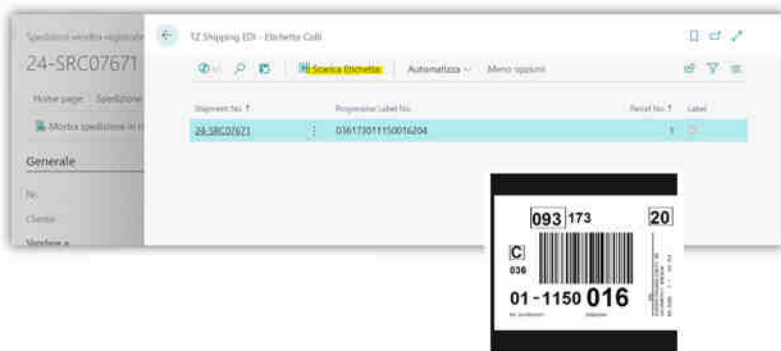 Spedizioni vendita registrate
24-SRC07671
Home page Spedizione
Mostra spedizioni in
Generale
Nr.
Cliente
Vendere a
TZ Shipping EDI - Etichette Colli
Scarica Etichetta Automatizza Meno opzioni
Shipment No. ↑ Progressive Label No. Parcel No. ↑ Label
24-SRC07671 036173011150016204 1
093 173 20
C
036
01-1150 016